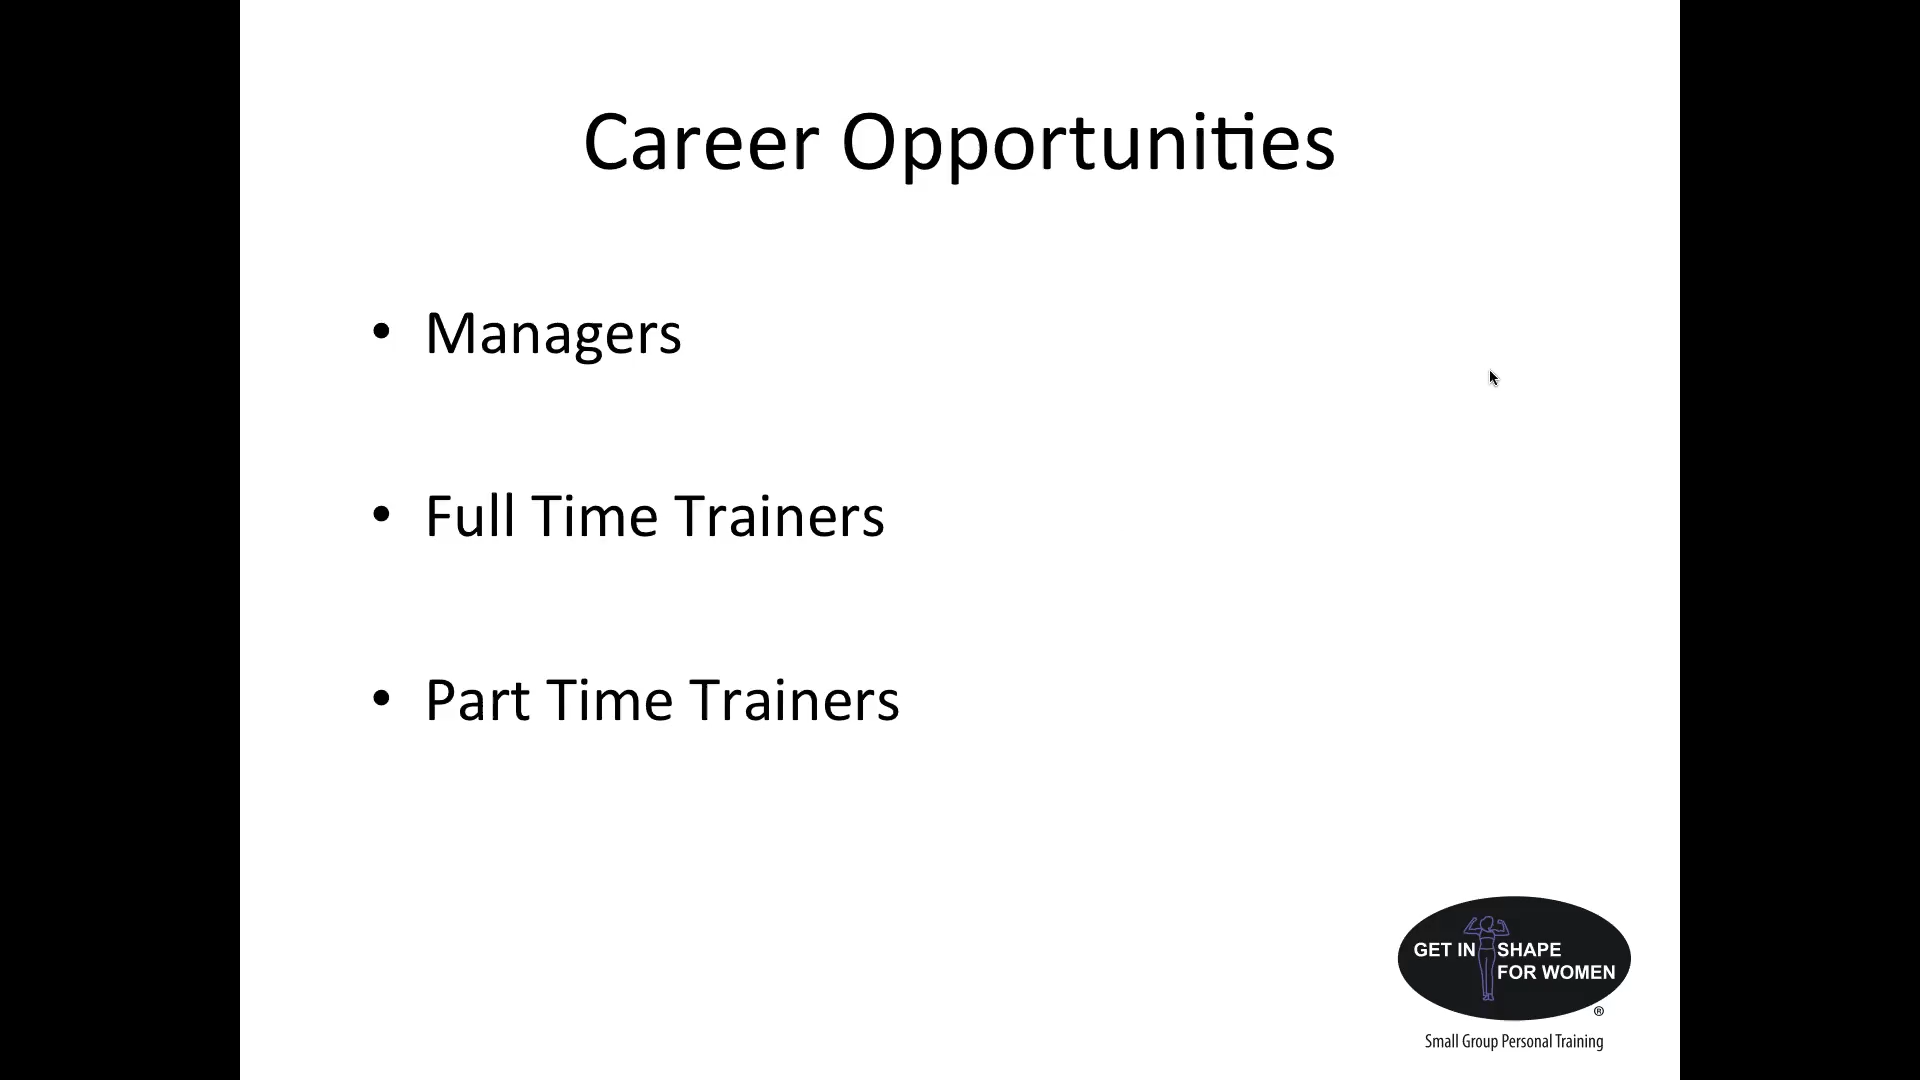 Career Opportunities
• Managers
• Full Time Trainers
• Part Time Trainers
GET IN SHAPE
FOR WOMEN
®
Small Group Personal Training